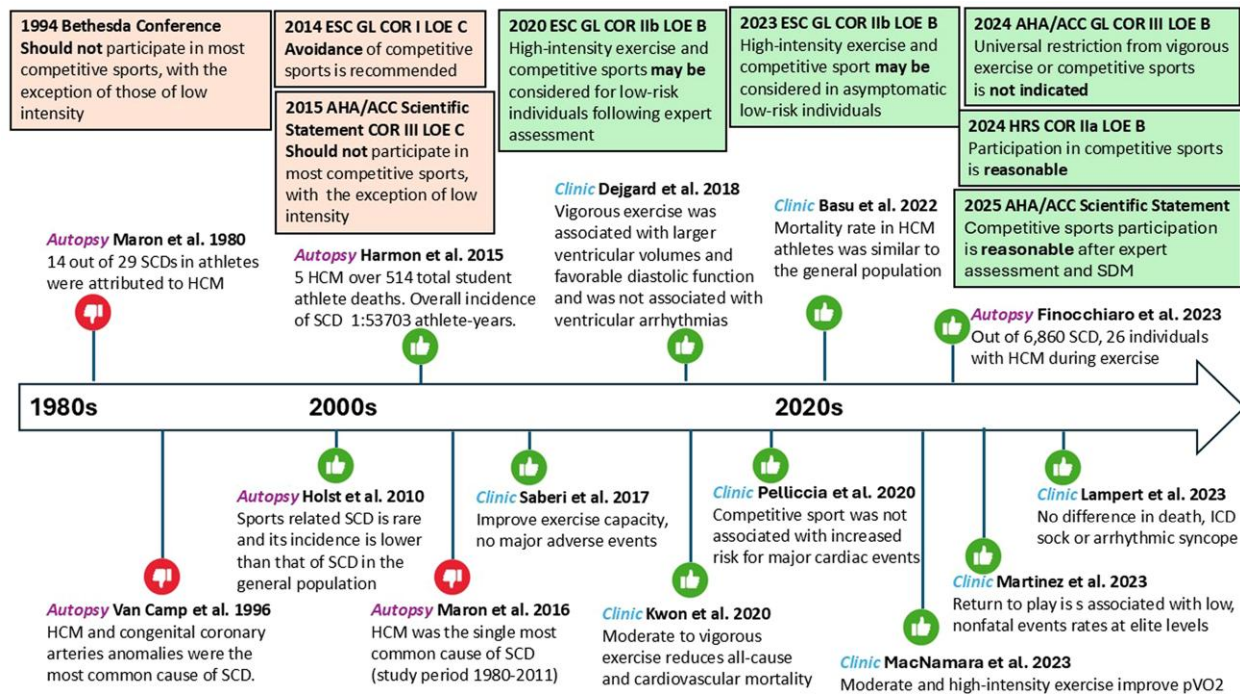 1994 Bethesda Conference
Should not participate in most
competitive sports, with the
exception of those of low
intensity
2014 ESC GL COR I LOE C
Avoidance of competitive
sports is recommended
2015 AHA/ACC Scientific
Statement COR III LOE C
Should not participate in
most competitive sports,
with the exception of low
intensity
2020 ESC GL COR IIb LOE B
High-intensity exercise and
competitive sports may be
considered for low-risk
individuals following expert
assessment
2023 ESC GL COR IIb LOE B
High-intensity exercise and
competitive sport may be
considered in asymptomatic
low-risk individuals
2024 AHA/ACC GL COR III LOE B
Universal restriction from vigorous
exercise or competitive sports
is not indicated
2024 HRS COR IIa LOE B
Participation in competitive sports
is reasonable
2025 AHA/ACC Scientific Statement
Competitive sports participation
is reasonable after expert
assessment and SDM
Autopsy Maron et al. 1980
14 out of 29 SCDs in athletes
were attributed to HCM
Autopsy Harmon et al. 2015
5 HCM over 514 total student
athlete deaths. Overall incidence
of SCD 1:53703 athlete-years.
Clinic Dejgard et al. 2018
Vigorous exercise was
associated with larger
ventricular volumes and
favorable diastolic function
and was not associated with
ventricular arrhythmias
Clinic Basu et al. 2022
Mortality rate in HCM
athletes was similar to
the general population
Autopsy Finocchiaro et al. 2023
Out of 6,860 SCD, 26 individuals
with HCM during exercise
1980s
2000s
2020s
Autopsy Holst et al. 2010
Sports related SCD is rare
and its incidence is lower
than that of SCD in the
general population
Clinic Saberi et al. 2017
Improve exercise capacity,
no major adverse events
Clinic Pelliccia et al. 2020
Competitive sport was not
associated with increased
risk for major cardiac events
Clinic Lampert et al. 2023
No difference in death, ICD
sock or arrhythmic syncope
Autopsy Van Camp et al. 1996
HCM and congenital coronary
arteries anomalies were the
most common cause of SCD.
Autopsy Maron et al. 2016
HCM was the single most
common cause of SCD
(study period 1980-2011)
Clinic Kwon et al. 2020
Moderate to vigorous
exercise reduces all-cause
and cardiovascular mortality
Clinic Martinez et al. 2023
Return to play is s associated with low,
nonfatal events rates at elite levels
Clinic MacNamara et al. 2023
Moderate and high-intensity exercise improve pVO2